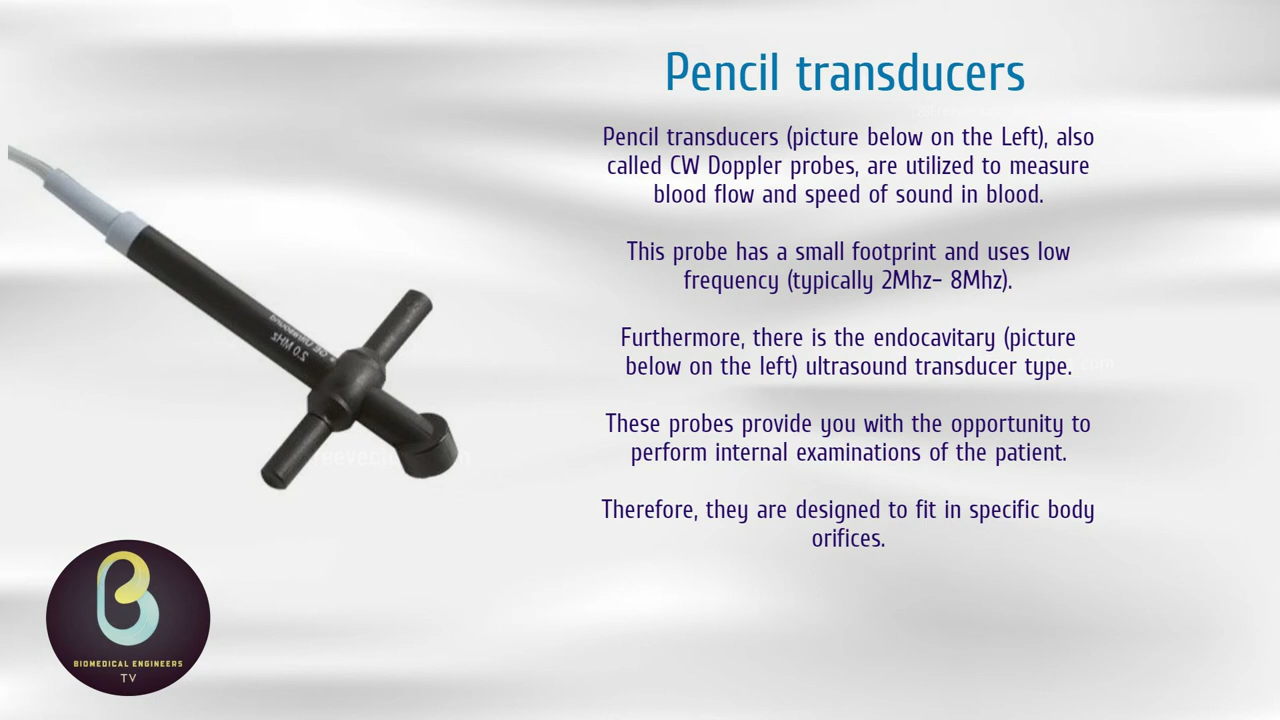 Pencil transducers
Pencil transducers (picture below on the Left), also
called CW Doppler probes, are utilized to measure
blood flow and speed of sound in blood.
This probe has a small footprint and uses low
frequency (typically 2Mhz– 8Mhz).
Furthermore, there is the endocavitary (picture
below on the left) ultrasound transducer type.
These probes provide you with the opportunity to
perform internal examinations of the patient.
Therefore, they are designed to fit in specific body
orifices.
GE Ultrasound
2.0 MHz
BIOMEDICAL ENGINEERS
TV